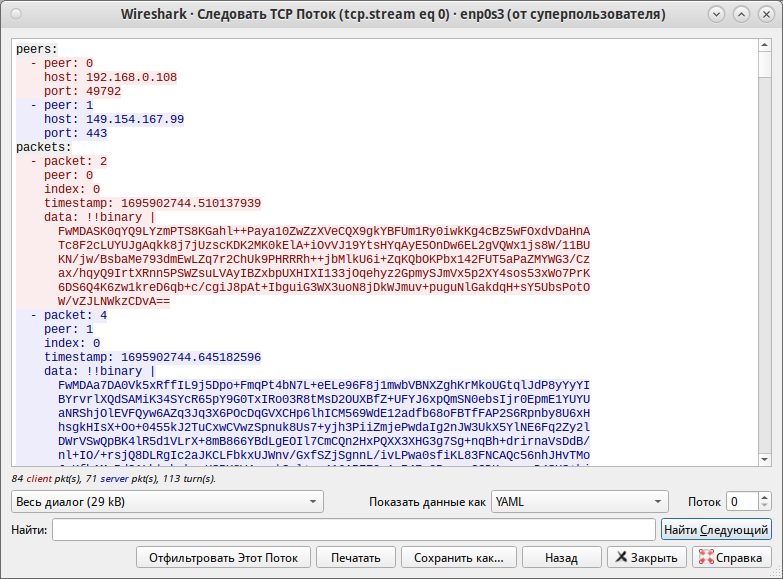 Wireshark · Следовать TCP Поток (tcp.stream eq 0) · enp0s3 (от суперпользователя)
peers:
- peer: 0
host: 192.168.0.108
port: 49792
- peer: 1
host: 149.154.167.99
port: 443
packets:
- packet: 2
peer: 0
index: 0
timestamp: 1695902744.510137939
data: !!binary |
FwMDASK0qYQ9LYzmPTS8KGahl++Paya10ZwZzXVeCQX9gkYBFUm1Ry0iwkKg4cBz5wFOxdvDaHnA
Tc8F2cLUYUJgAqkk8j7jUzscKDK2MK0kElA+iOvVJ19YtsHYqAyE5OnDw6EL2gVQWx1js8W/11BU
KN/jw/BsbaMe793dmEwLZq7r2ChUk9PHRRRh++jbMlkU6i+ZqKQbOKPbx142FUT5aPaZMYWG3/Cz
ax/hqyQ9IrtXRnn5PSWZsuLVAyIBZxbpUXHIXI133jOqehyz2GpmySJmVx5p2XY4sos53xWo7PrK
6DS6Q4K6zw1kreD6qb+c/cgiJ8pAt+IbguiG3WX3uoN8jDkWJmuv+puguNlGakdqH+sY5UbsPotO
W/vZJLNWkzCDvA==
- packet: 4
peer: 1
index: 0
timestamp: 1695902744.645182596
data: !!binary |
FwMDAa7DA0Vk5xRffIL9j5Dpo+FmqPt4bN7L+eELe96F8j1mwbVBNXZghKrMkoUGtqlJdP8yYyYI
BYrvrlXQdSAMiK34SYcR65pY9G0TxIRo03R8tMsD2OUXBfZ+UFYJ6xpQmSN0ebsIjr0EpmE1YUYU
aNRShjOlEVFQyw6AZq3Jq3X6POcDqGVXCHp6lhICM569WdE12adfb68oFBTfFAP2S6Rpnby8U6xH
hsgkHIsX+Oo+0455kJ2TuCxwCVwzSpnuk8Us7+yjh3PiiZmjePwdaIg2nJW3UkX5YlNE6Fq2Zy2l
DWrVSwQpBK4lR5d1VLrX+8mB866YBdLgEOIl7CmCQn2HxPQXX3XHG3g7Sg+nqBh+drirnaVsDdB/
nl+IO/+rsjQ8DLRgIc2aJKCLFbkxUJWnv/GxfSZjSgnnL/ivLPwa0sfiKL83FNCAQc56nhJHvTMo
84 client pkt(s), 71 server pkt(s), 113 turn(s).
Весь диалог (29 kB)
Показать данные как
YAML
Поток
0
Найти:
Найти Следующий
Отфильтровать Этот Поток
Печатать
Сохранить как...
Назад
Закрыть
Справка